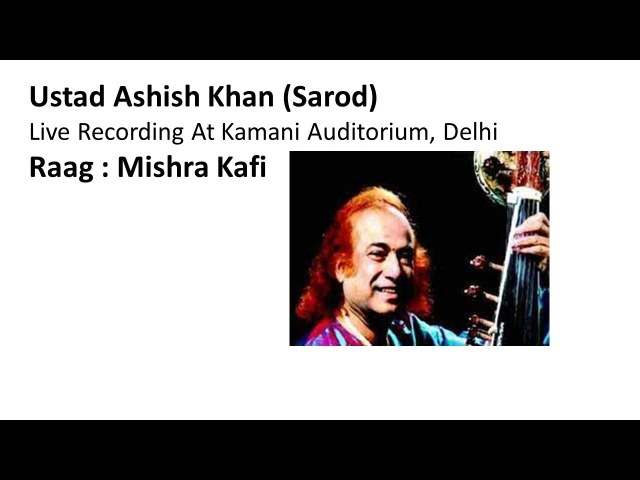 Ustad Ashish Khan (Sarod)
Live Recording At Kamani Auditorium, Delhi
Raag : Mishra Kafi